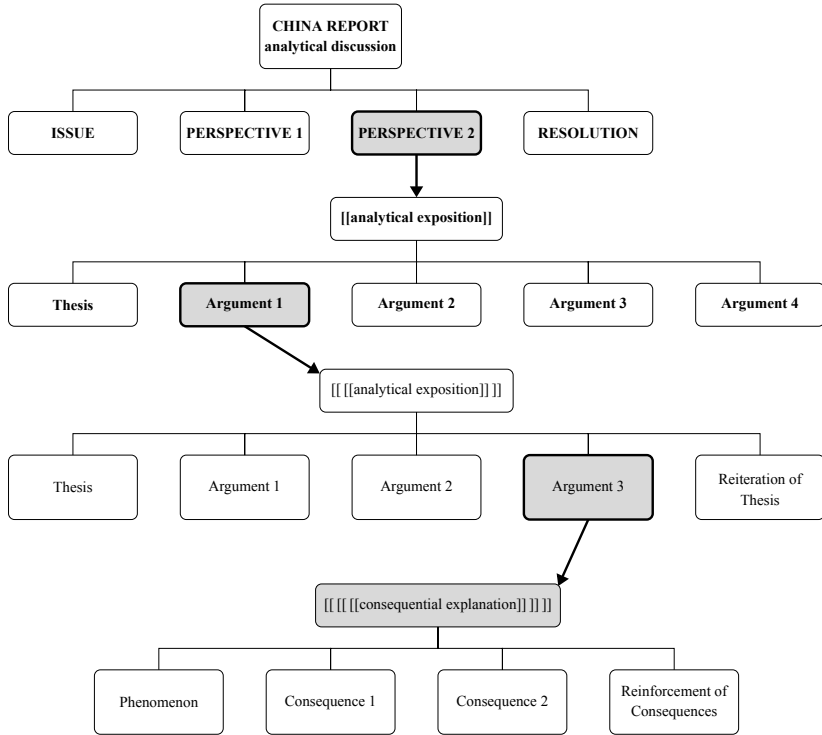 CHINA REPORT
analytical discussion
ISSUE
PERSPECTIVE 1
PERSPECTIVE 2
RESOLUTION
[[analytical exposition]]
Thesis
Argument 1
Argument 2
Argument 3
Argument 4
[[ [[analytical exposition]] ]]
Thesis
Argument 1
Argument 2
Argument 3
Reiteration of
Thesis
[[ [[ [[consequential explanation]] ]] ]]
Phenomenon
Consequence 1
Consequence 2
Reinforcement of
Consequences